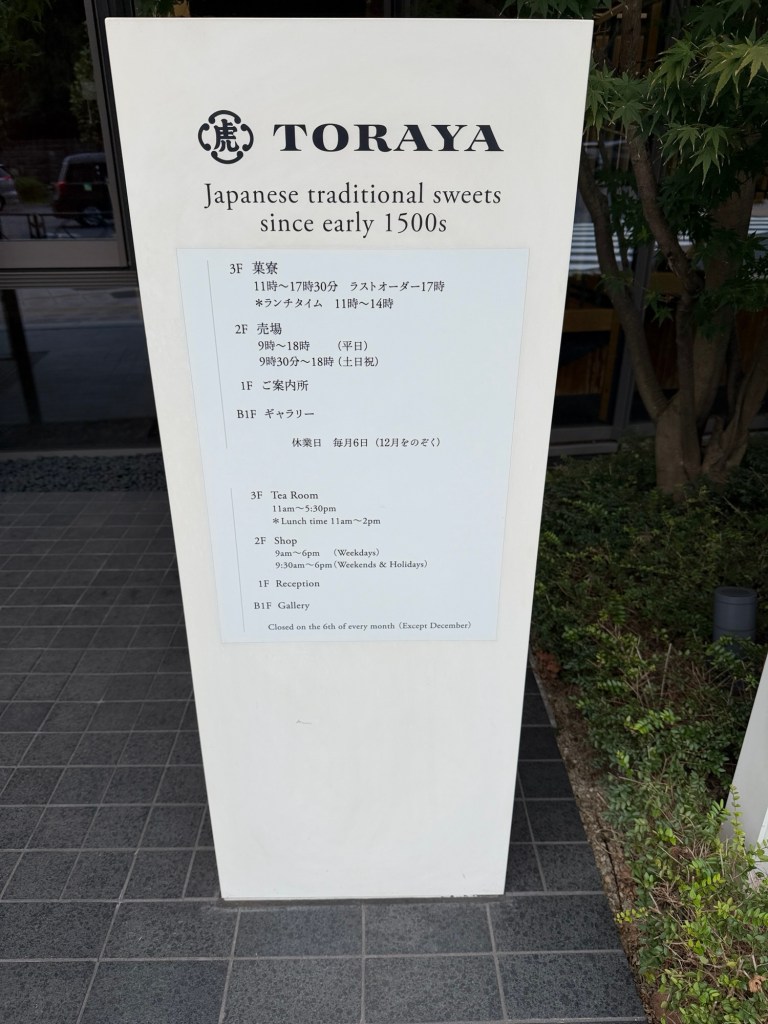 虎 TORAYA
Japanese traditional sweets
since early 1500s
3F 菓寮
11時〜17時30分 ラストオーダー17時
*ランチタイム 11時〜14時
2F 売場
9時〜18時 （平日）
9時30分〜18時（土日祝）
1F ご案内所
B1F ギャラリー
休業日 毎月6日（12月をのぞく）
3F Tea Room
11am〜5:30pm
*Lunch time 11am〜2pm
2F Shop
9am〜6pm （Weekdays）
9:30am〜6pm（Weekends & Holidays）
1F Reception
B1F Gallery
Closed on the 6th of every month（Except December）